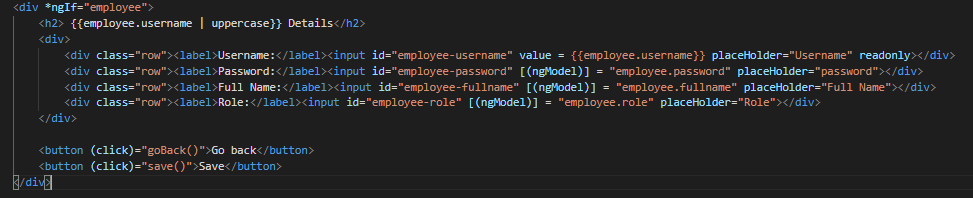 <div *ngIf="employee">
    <h2> {{employee.username | uppercase}} Details</h2>
    <div>
        <div class="row"><label>Username:</label><input id="employee-username" value = {{employee.username}} placeHolder="Username" readonly></div>
        <div class="row"><label>Password:</label><input id="employee-password" [(ngModel)] = "employee.password" placeHolder="password"></div>
        <div class="row"><label>Full Name:</label><input id="employee-fullname" [(ngModel)] = "employee.fullname" placeHolder="Full Name"></div>
        <div class="row"><label>Role:</label><input id="employee-role" [(ngModel)] = "employee.role" placeHolder="Role"></div>
    </div>

    <button (click)="goBack()">Go back</button>
    <button (click)="save()">Save</button>
</div>